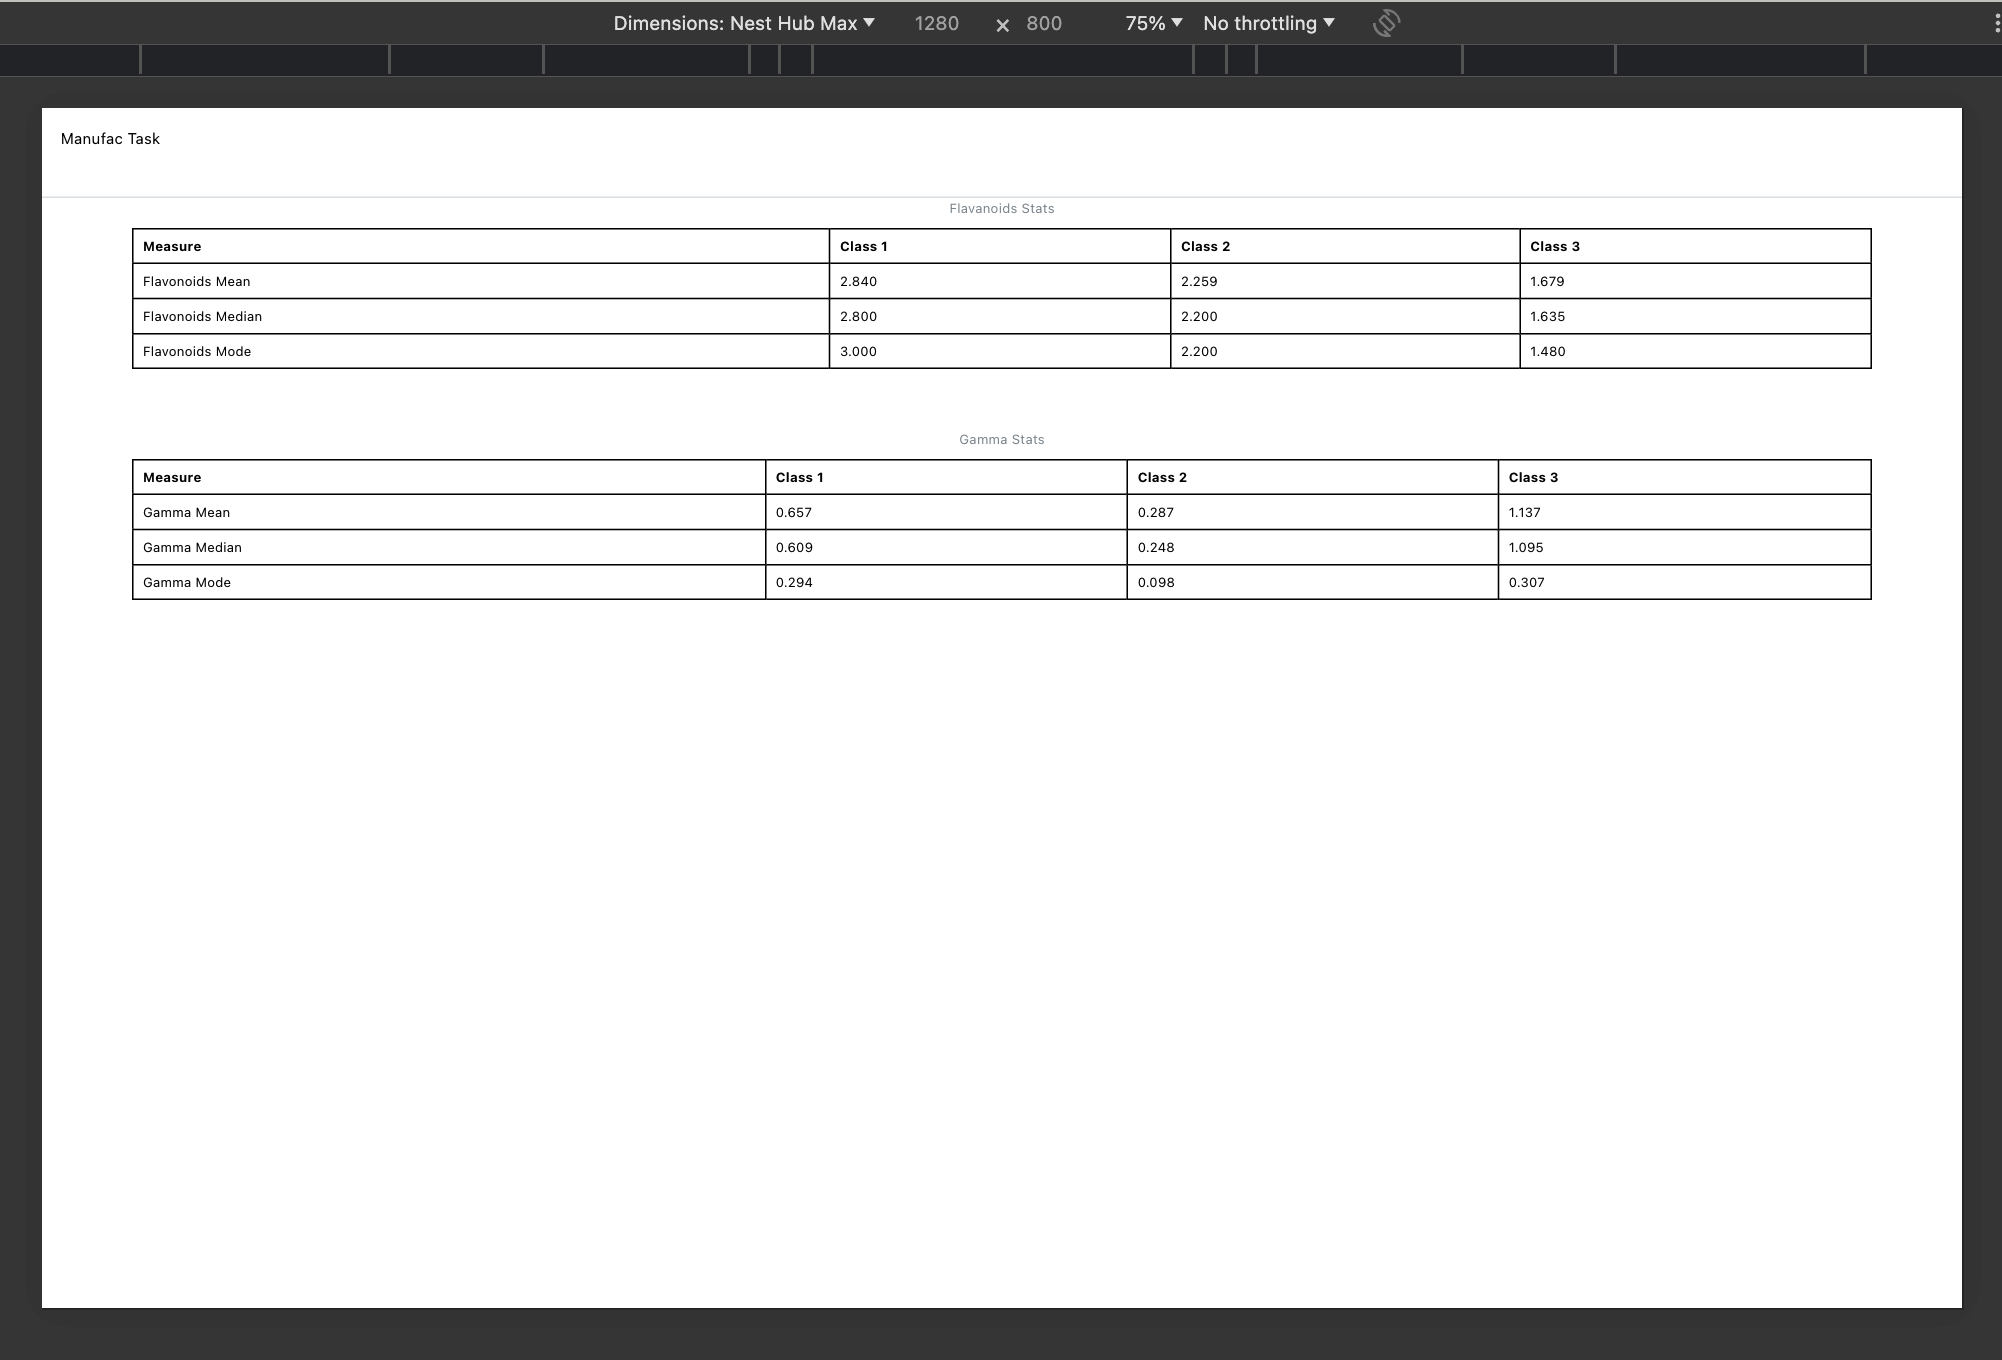 Dimensions: Nest Hub Max ▼ 1280 × 800 75% ▼ No throttling ▼
Manufac Task
Flavanoids Stats
Measure Class 1 Class 2 Class 3
Flavonoids Mean 2.840 2.259 1.679
Flavonoids Median 2.800 2.200 1.635
Flavonoids Mode 3.000 2.200 1.480
Gamma Stats
Measure Class 1 Class 2 Class 3
Gamma Mean 0.657 0.287 1.137
Gamma Median 0.609 0.248 1.095
Gamma Mode 0.294 0.098 0.307